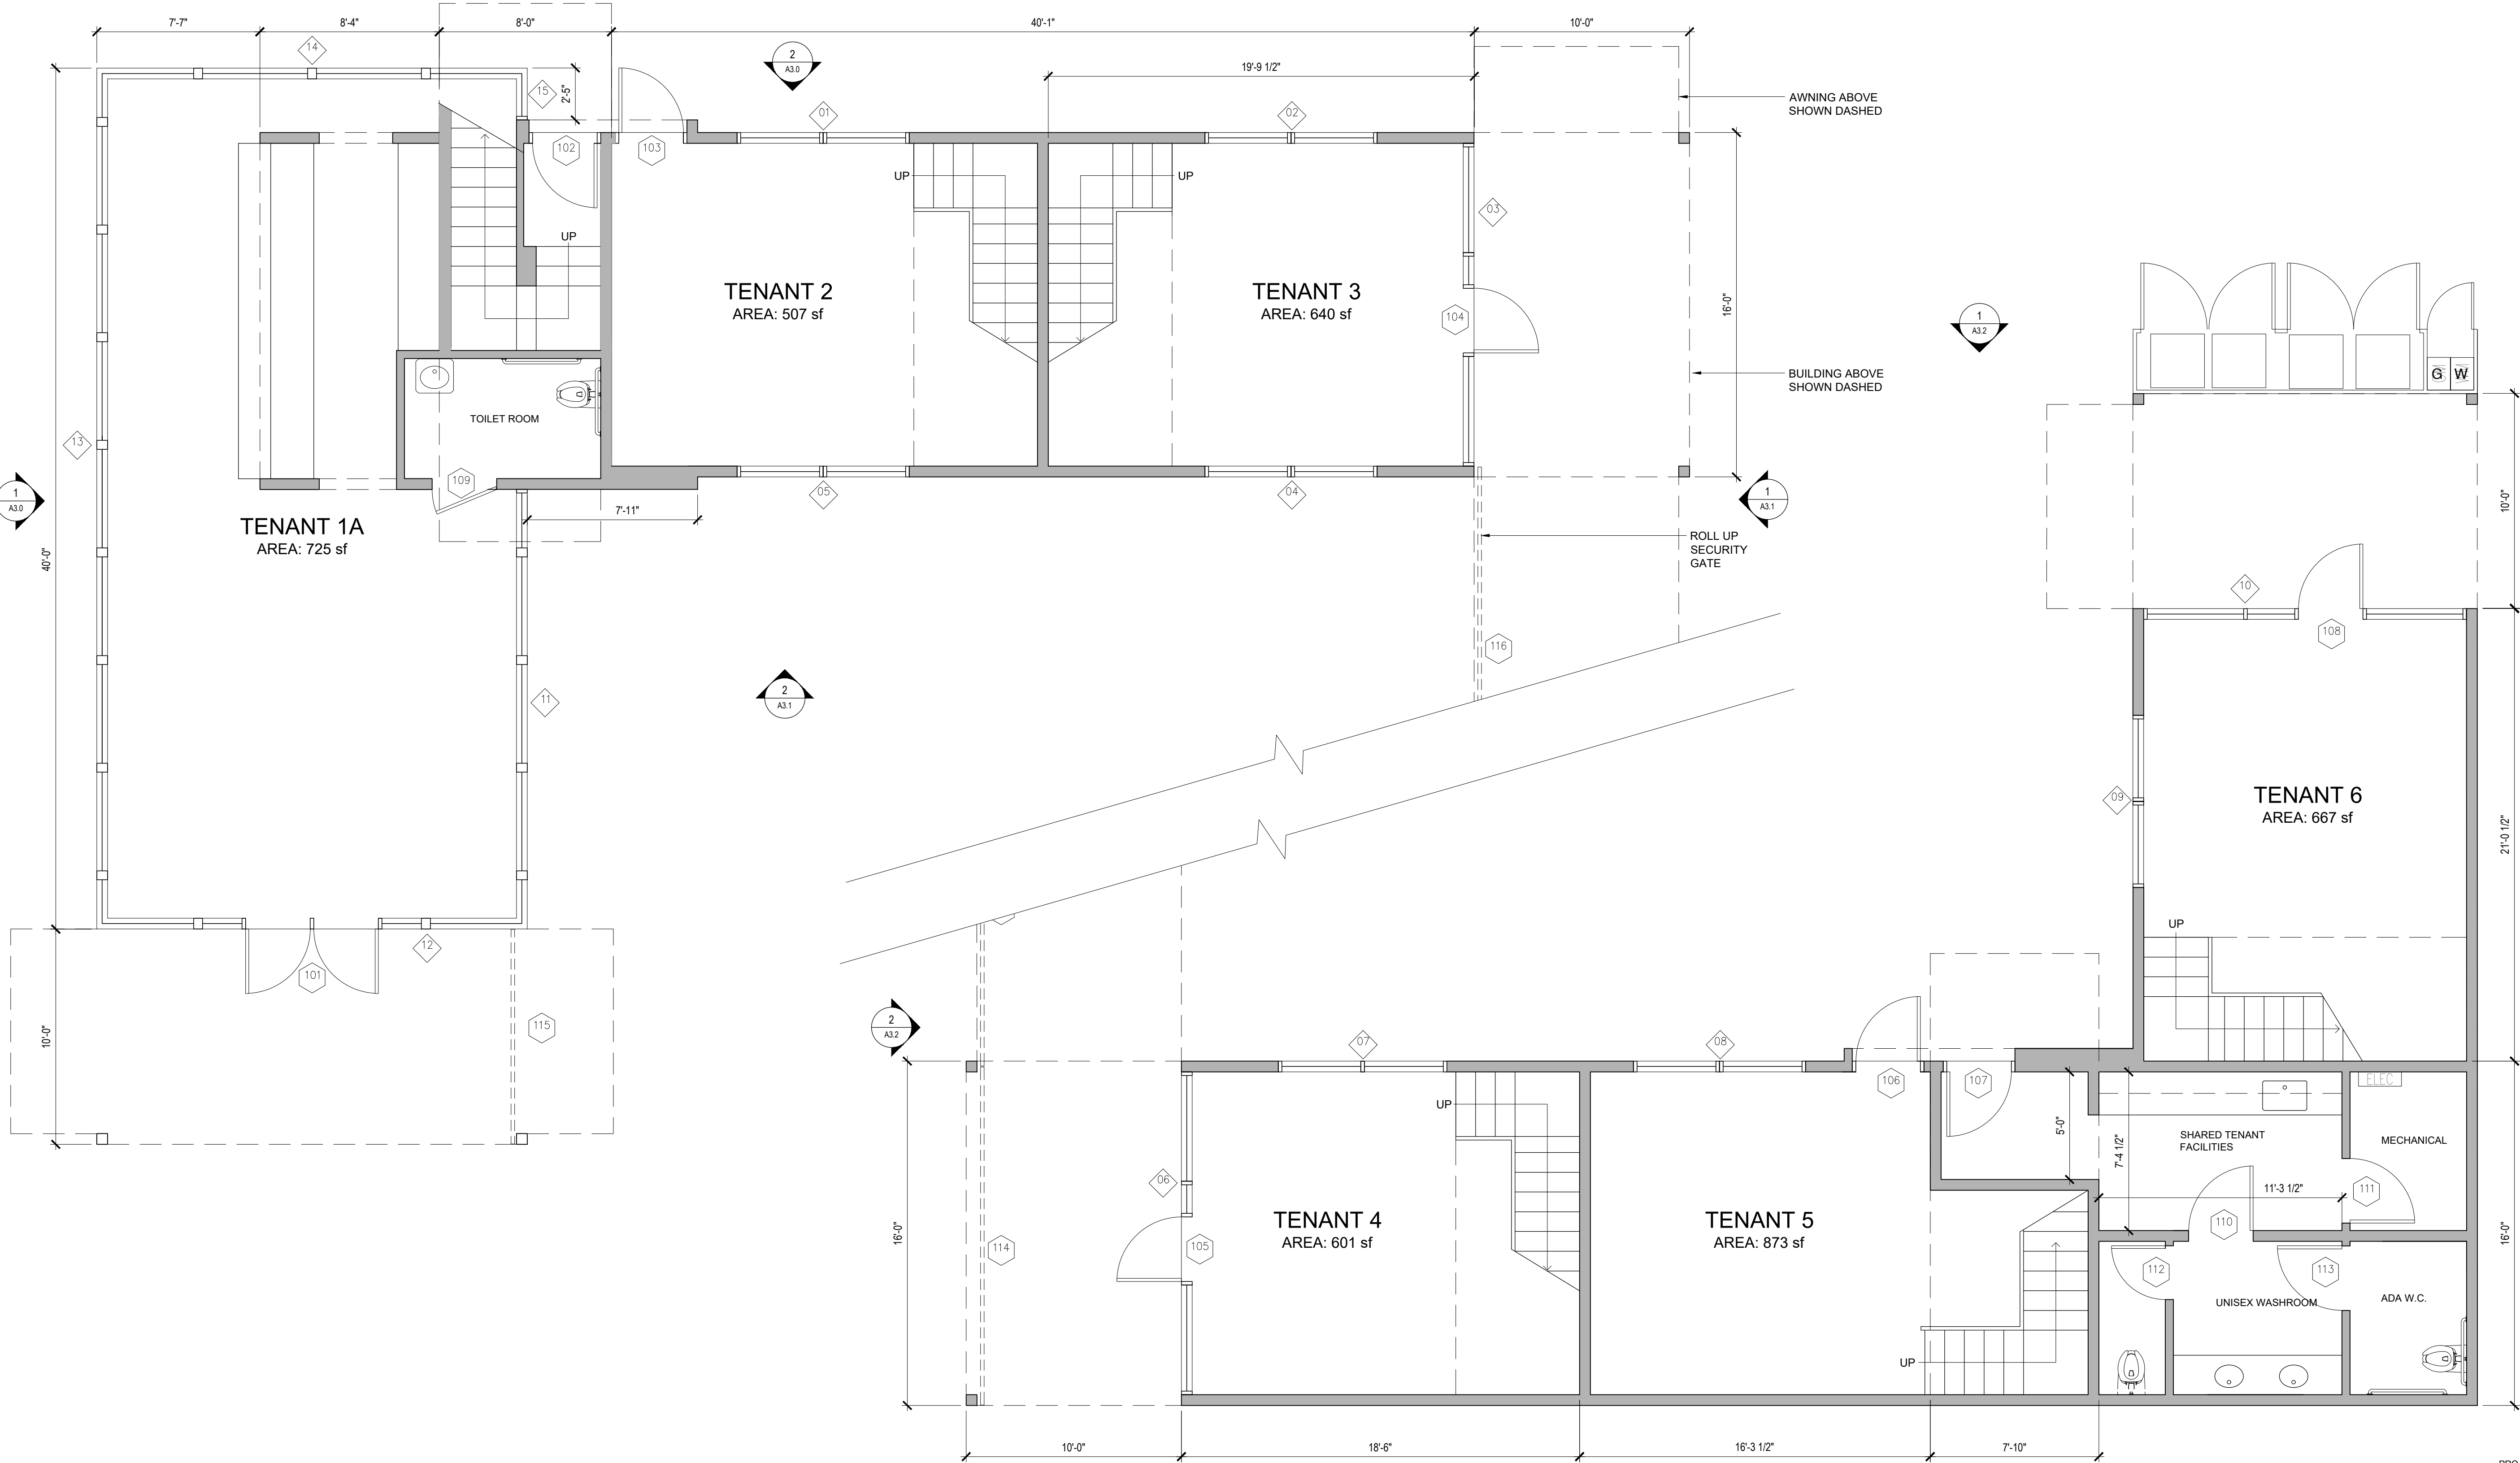 7'-7"
8'-4"
8'-0"
40'-1"
10'-0"
14
2
A3.0
19'-9 1/2"
15
2'-5"
01
02
AWNING ABOVE
SHOWN DASHED
102
103
UP
UP
03
UP
TENANT 2
AREA: 507 sf
TENANT 3
AREA: 640 sf
104
16'-0"
1
A3.2
BUILDING ABOVE
SHOWN DASHED
G
W
TOILET ROOM
13
109
05
04
1
A3.0
1
A3.1
7'-11"
10'-0"
TENANT 1A
AREA: 725 sf
40'-0"
ROLL UP
SECURITY
GATE
10
108
116
11
2
A3.1
09
TENANT 6
AREA: 667 sf
21'-0 1/2"
UP
12
101
115
10'-0"
2
A3.2
07
08
106
107
ELEC
UP
5'-0"
7'-4 1/2"
SHARED TENANT
FACILITIES
MECHANICAL
06
11'-3 1/2"
111
16'-0"
114
105
TENANT 4
AREA: 601 sf
TENANT 5
AREA: 873 sf
110
16'-0"
112
113
UNISEX WASHROOM
ADA W.C.
UP
10'-0"
18'-6"
16'-3 1/2"
7'-10"